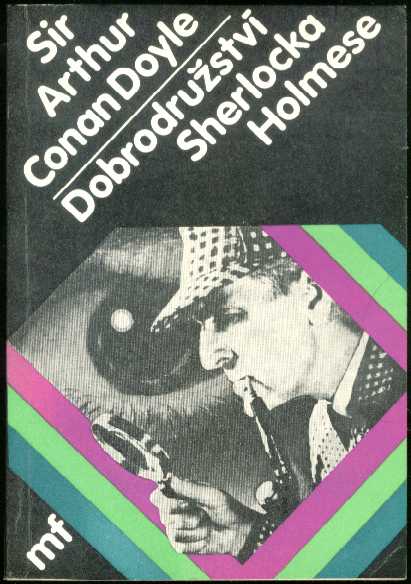 Sir
Arthur
Conan Doyle
Dobrodružství
Sherlocka
Holmese
mf